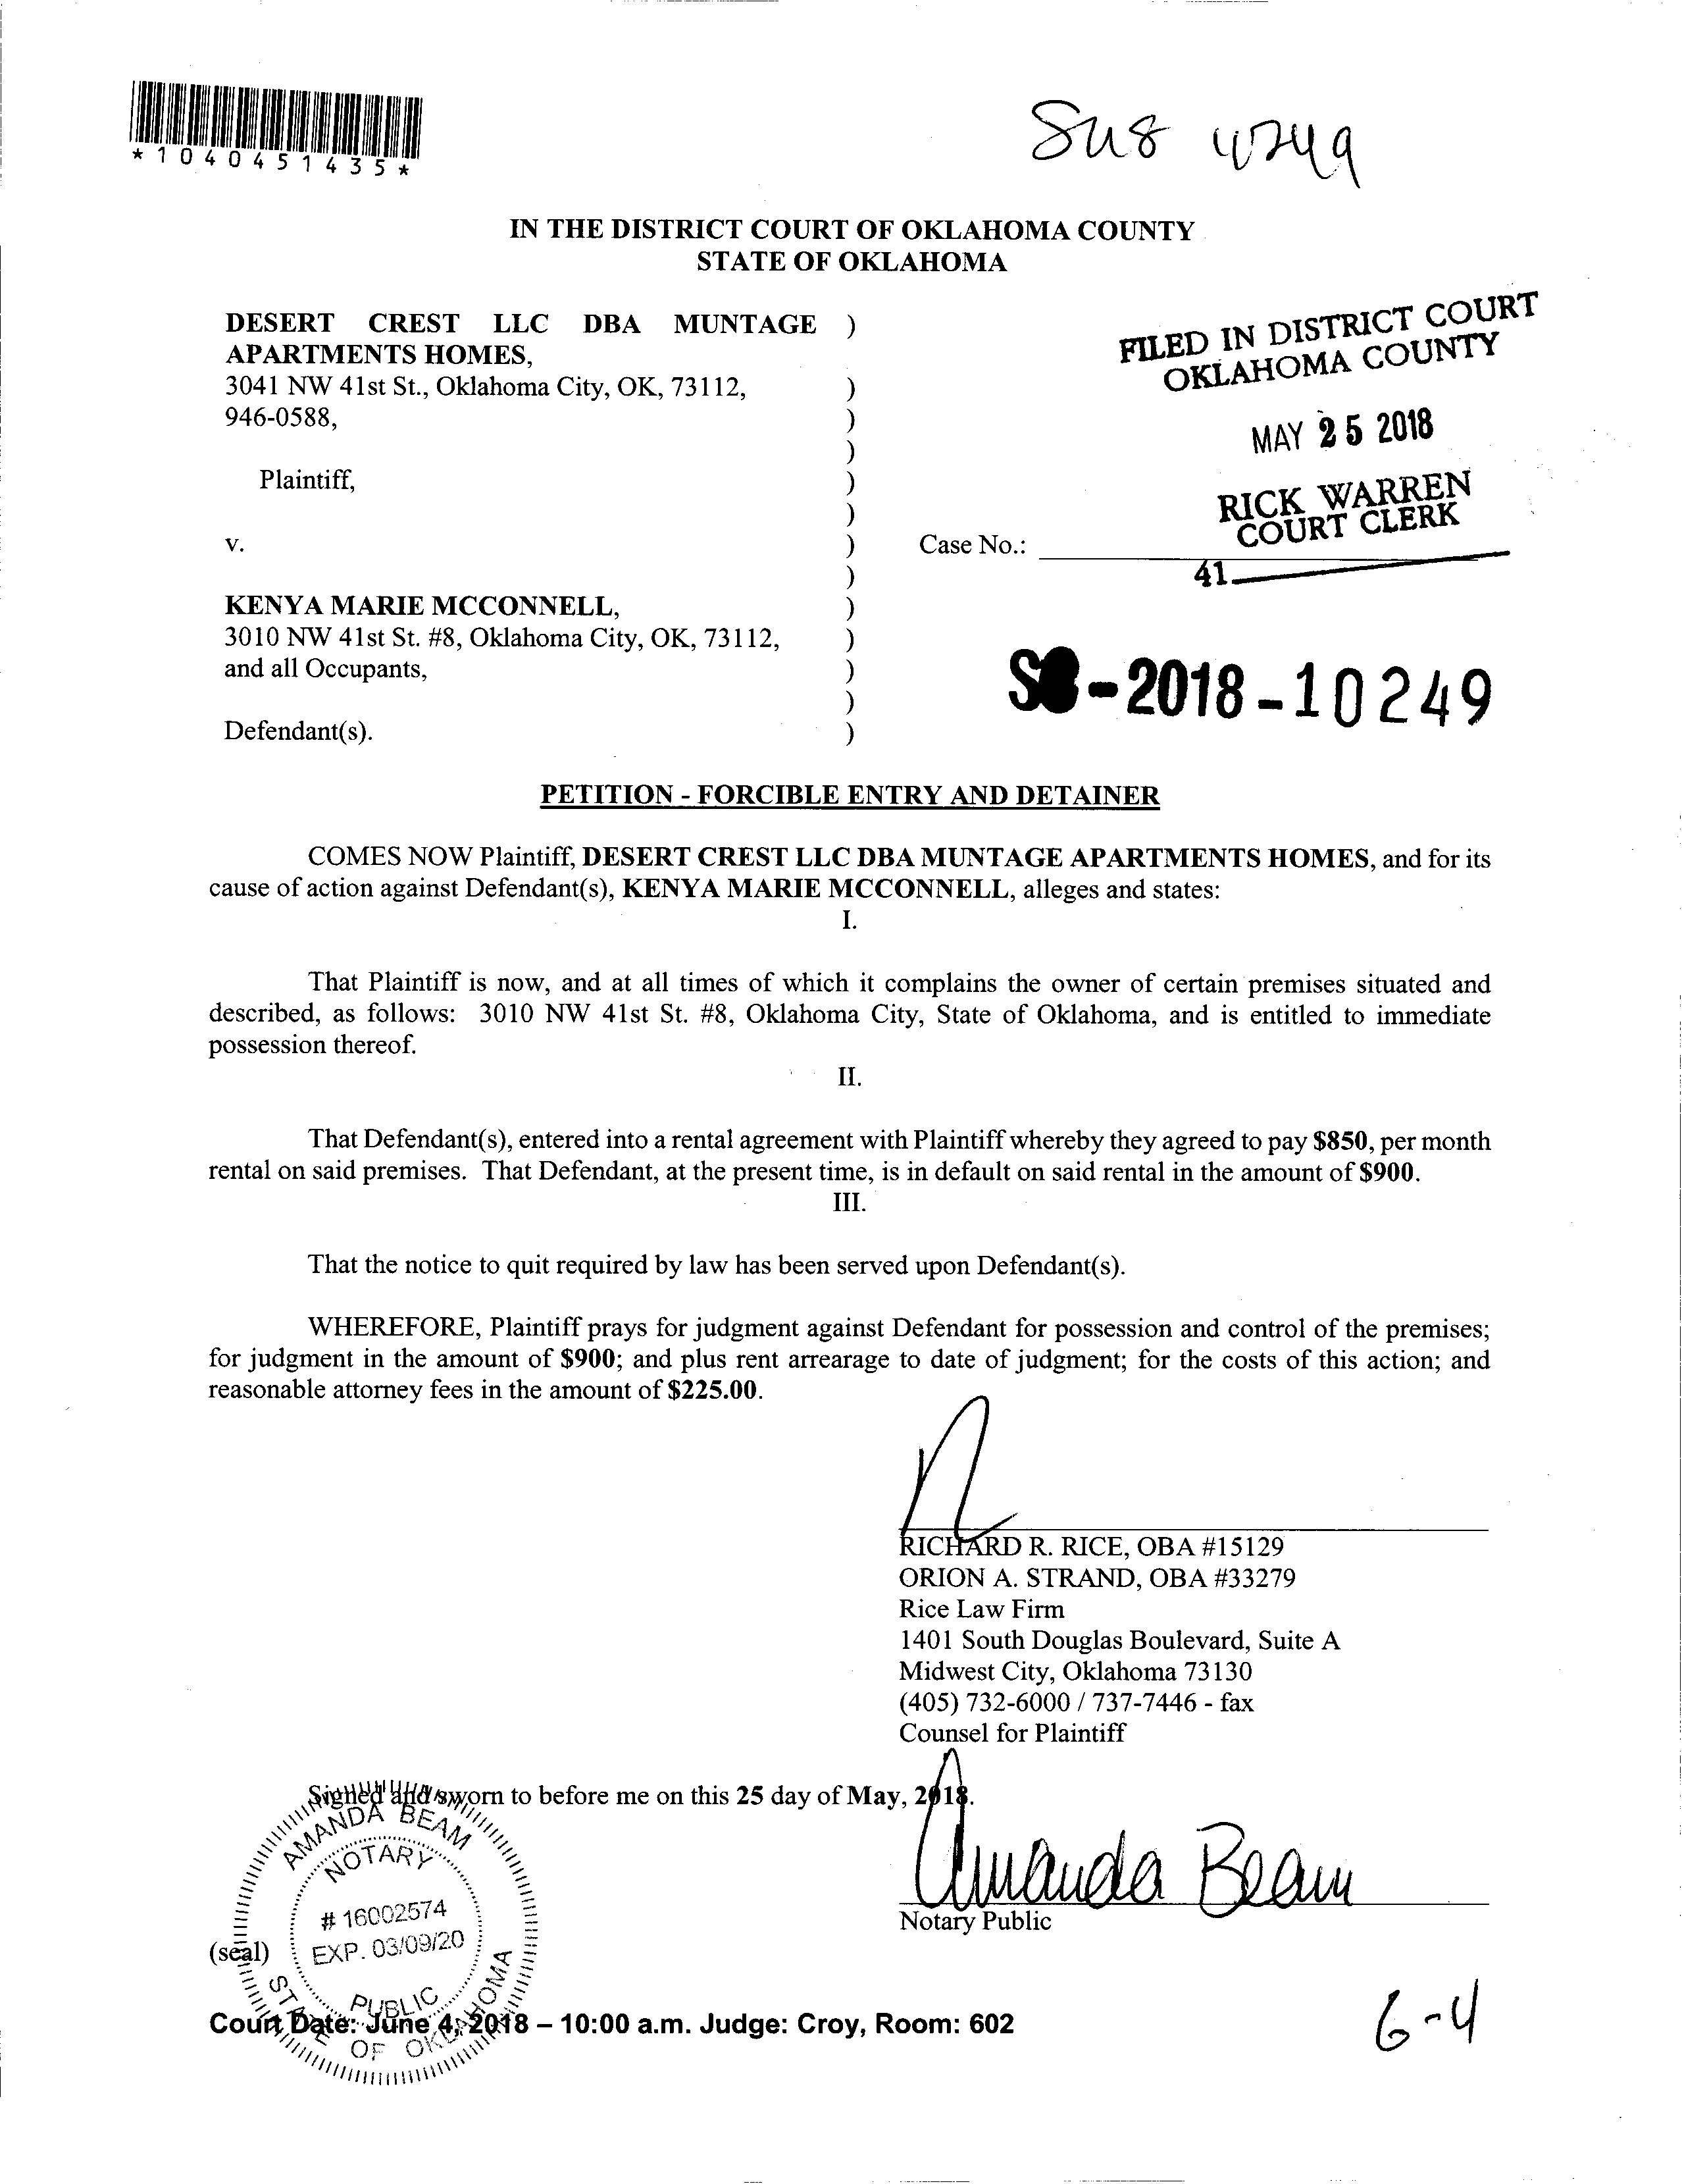 *1040451435*
IN THE DISTRICT COURT OF OKLAHOMA COUNTY
STATE OF OKLAHOMA
DESERT CREST LLC DBA MUNTAGE )
APARTMENTS HOMES,
3041 NW 41st St., Oklahoma City, OK, 73112, )
946-0588, )
)
Plaintiff, )
)
v. )
)
KENYA MARIE MCCONNELL, )
3010 NW 41st St. #8, Oklahoma City, OK, 73112, )
and all Occupants, )
)
Defendant(s). )
FILED IN DISTRICT COURT
OKLAHOMA COUNTY
MAY 25 2018
RICK WARREN
COURT CLERK
Case No.:
41
-2018-10249
PETITION - FORCIBLE ENTRY AND DETAINER
COMES NOW Plaintiff, DESERT CREST LLC DBA MUNTAGE APARTMENTS HOMES, and for its
cause of action against Defendant(s), KENYA MARIE MCCONNELL, alleges and states:
I.
That Plaintiff is now, and at all times of which it complains the owner of certain premises situated and
described, as follows: 3010 NW 41st St. #8, Oklahoma City, State of Oklahoma, and is entitled to immediate
possession thereof.
II.
That Defendant(s), entered into a rental agreement with Plaintiff whereby they agreed to pay $850, per month
rental on said premises. That Defendant, at the present time, is in default on said rental in the amount of $900.
III.
That the notice to quit required by law has been served upon Defendant(s).
WHEREFORE, Plaintiff prays for judgment against Defendant for possession and control of the premises;
for judgment in the amount of $900; and plus rent arrearage to date of judgment; for the costs of this action; and
reasonable attorney fees in the amount of $225.00.
RICHARD R. RICE, OBA #15129
ORION A. STRAND, OBA #33279
Rice Law Firm
1401 South Douglas Boulevard, Suite A
Midwest City, Oklahoma 73130
(405) 732-6000 / 737-7446 - fax
Counsel for Plaintiff
Signed and sworn to before me on this 25 day of May, 2018.
Amanda Beam
Notary Public
AMANDA BEAM
NOTARY
# 16002574
EXP. 03/09/20
PUBLIC
STATE OF OKLAHOMA
(seal)
Court Date: June 4, 2018 – 10:00 a.m. Judge: Croy, Room: 602
6-4